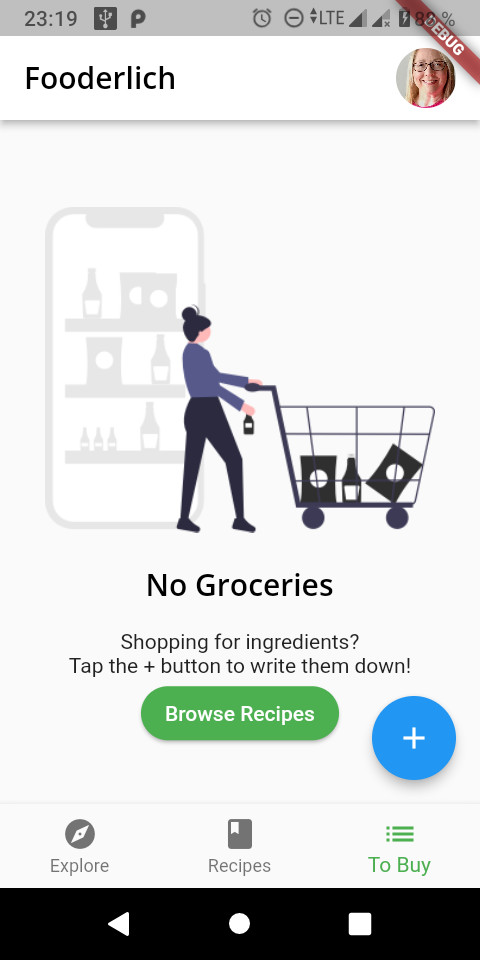 23:19 LTE
DEBUG
Fooderlich
No Groceries
Shopping for ingredients?
Tap the + button to write them down!
Browse Recipes
Explore
Recipes
To Buy